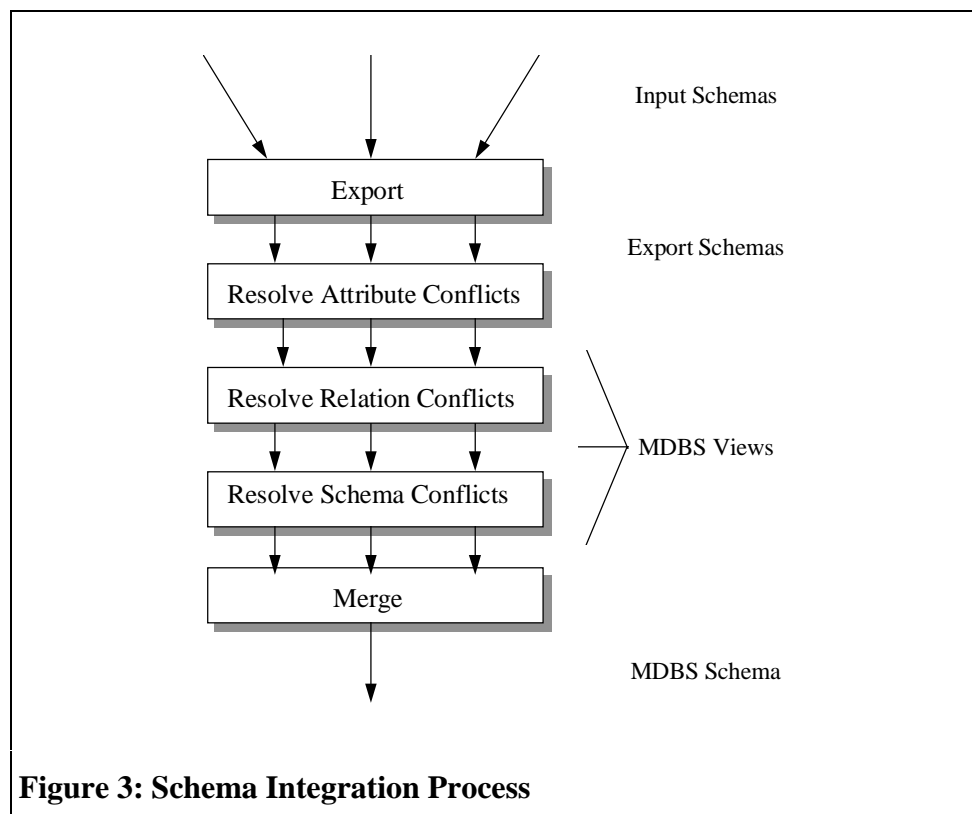 Input Schemas
Export
Export Schemas
Resolve Attribute Conflicts
Resolve Relation Conflicts
MDBS Views
Resolve Schema Conflicts
Merge
MDBS Schema
Figure 3: Schema Integration Process